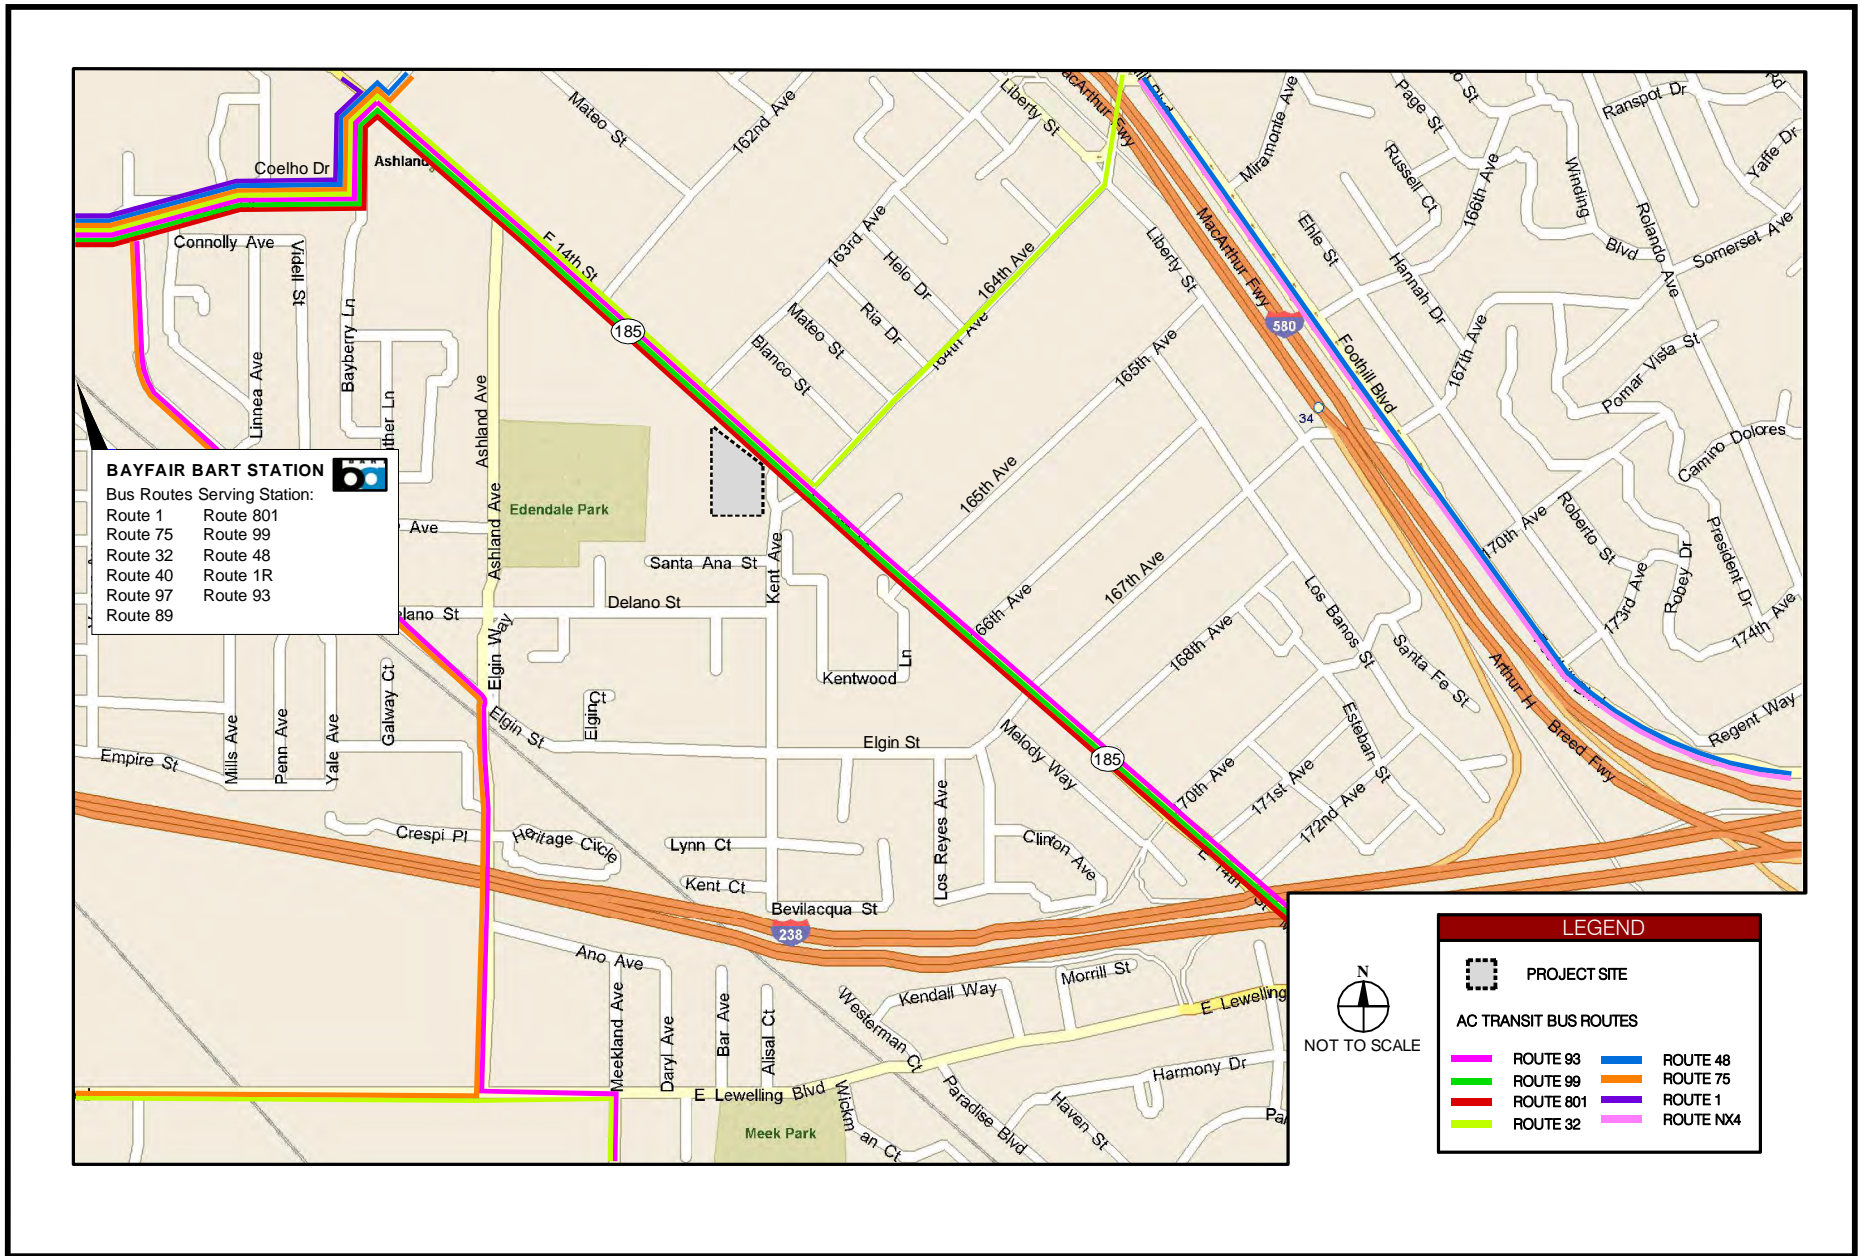 Mateo St
162nd Ave
Liberty St
MacArthur Fwy
Miramonte Ave
Page St
Ranspot Dr
Rd
Yaffe Dr
Coelho Dr
Ashland
Russell Ct
166th Ave
Winding
Blvd
Rolando Ave
Somerset Ave
Connolly Ave
Videll St
E 14th St
163rd Ave
Helo Dr
164th Ave
Liberty St
MacArthur Fwy
Ehle St
Hannah Dr
185
Bayberry Ln
Mateo St
Ria Dr
Blanco St
164th Ave
165th Ave
580
Foothill Blvd
167th Ave
Pomar Vista St
Linnea Ave
Ashland Ave
34
Camino Dolores
BAYFAIR BART STATION
Bus Routes Serving Station:
Route 1 Route 801
Route 75 Route 99
Route 32 Route 48
Route 40 Route 1R
Route 97 Route 93
Route 89
Ave
Ashland Ave
Edendale Park
165th Ave
170th Ave
Roberto St
Robey Dr
President Dr
173rd Ave
174th Ave
Santa Ana St
Kent Ave
Delano St
Elgin Way
66th Ave
167th Ave
168th Ave
Los Banos St
Santa Fe St
Kentwood
Ln
Galway Ct
Elgin Ct
Elgin St
Elgin St
Melody Way
Esteban St
Arthur H Breed Fwy
Regent Way
185
Empire St
Mills Ave
Penn Ave
Yale Ave
170th Ave
171st Ave
172nd Ave
Crespi Pl
Heritage Circle
Lynn Ct
Los Reyes Ave
Clinton Ave
Kent Ct
Bevilacqua St
E 14th St
238
Ano Ave
Meekland Ave
Daryl Ave
Bar Ave
Alisal Ct
Westerman Ct
Kendall Way
Morrill St
E Lewelling
E Lewelling Blvd
Meek Park
Wickman Ct
Paradise Blvd
Haven St
Harmony Dr
N
NOT TO SCALE
LEGEND
PROJECT SITE
AC TRANSIT BUS ROUTES
ROUTE 93 ROUTE 48
ROUTE 99 ROUTE 75
ROUTE 801 ROUTE 1
ROUTE 32 ROUTE NX4